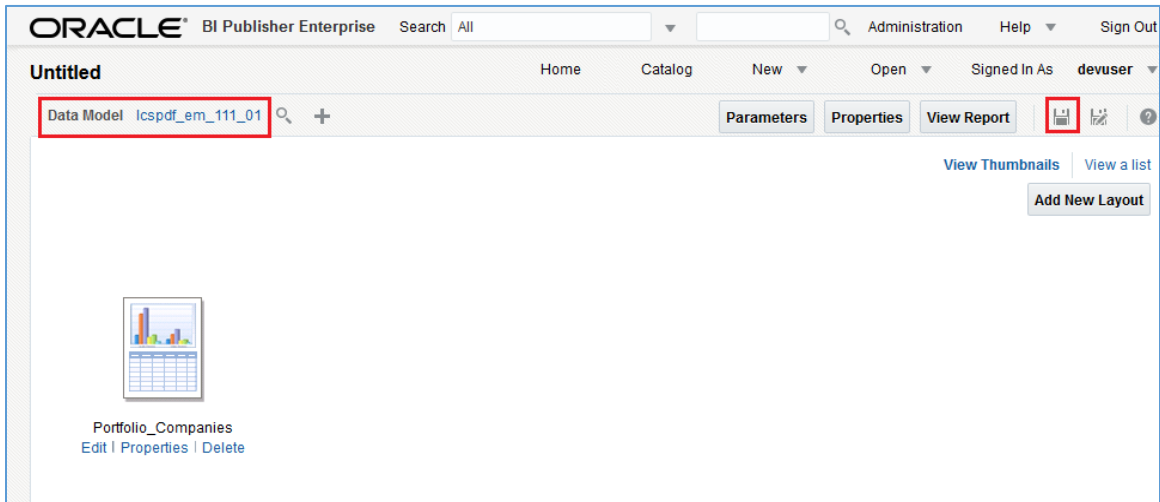 ORACLE BI Publisher Enterprise Search All Administration Help Sign Out
Untitled Home Catalog New Open Signed In As devuser
Data Model lcspdf_em_111_01 Parameters Properties View Report
View Thumbnails View a list
Add New Layout
Portfolio_Companies
Edit | Properties | Delete